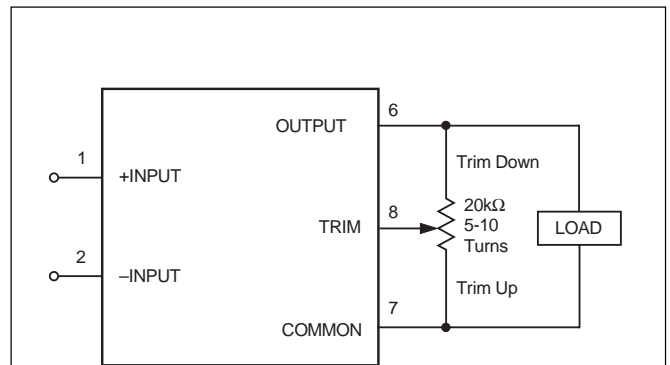 6
OUTPUT
Trim Down
1
+INPUT
8
20kΩ
5-10
Turns
TRIM
LOAD
2
–INPUT
Trim Up
7
COMMON